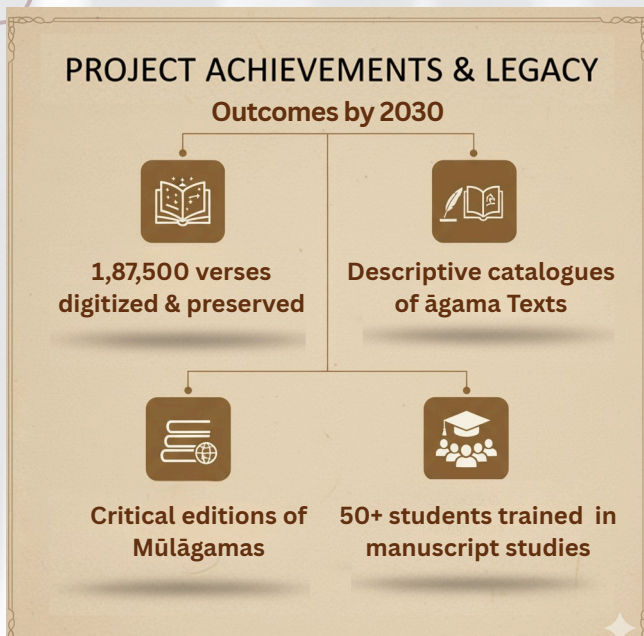 PROJECT ACHIEVEMENTS & LEGACY
Outcomes by 2030
1,87,500 verses
digitized & preserved
Descriptive catalogues
of āgama Texts
Critical editions of
Mūlāgamas
50+ students trained in
manuscript studies